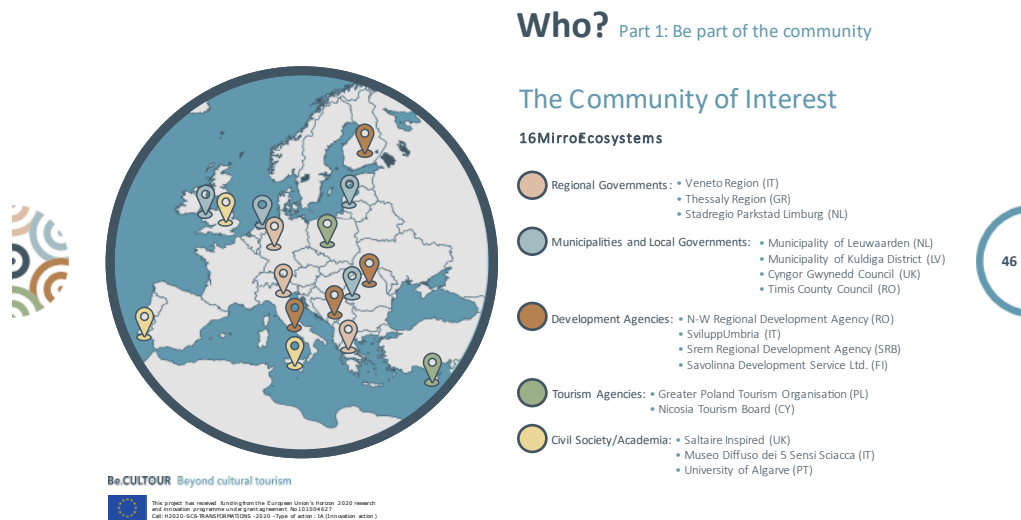 Who? Part 1: Be part of the community
The Community of Interest
16MirrorEcosystems
Regional Governments: • Veneto Region (IT)
• Thessaly Region (GR)
• Stadregio Parkstad Limburg (NL)
Municipalities and Local Governments: • Municipality of Leuwaarden (NL)
• Municipality of Kuldiga District (LV)
• Cyngor Gwynedd Council (UK)
• Timis County Council (RO)
Development Agencies: • N-W Regional Development Agency (RO)
• SviluppUmbria (IT)
• Srem Regional Development Agency (SRB)
• Savolinna Development Service Ltd. (FI)
Tourism Agencies: • Greater Poland Tourism Organisation (PL)
• Nicosia Tourism Board (CY)
Civil Society/Academia: • Saltaire Inspired (UK)
• Museo Diffuso dei 5 Sensi Sciacca (IT)
• University of Algarve (PT)
46
Be.CULTOUR Beyond cultural tourism
This project has received funding from the European Union's Horizon 2020 research
and innovation programme under grant agreement No 101004627
Call: H2020-SC6-TRANSFORMATIONS-2020 – Type of action: IA (Innovation action)